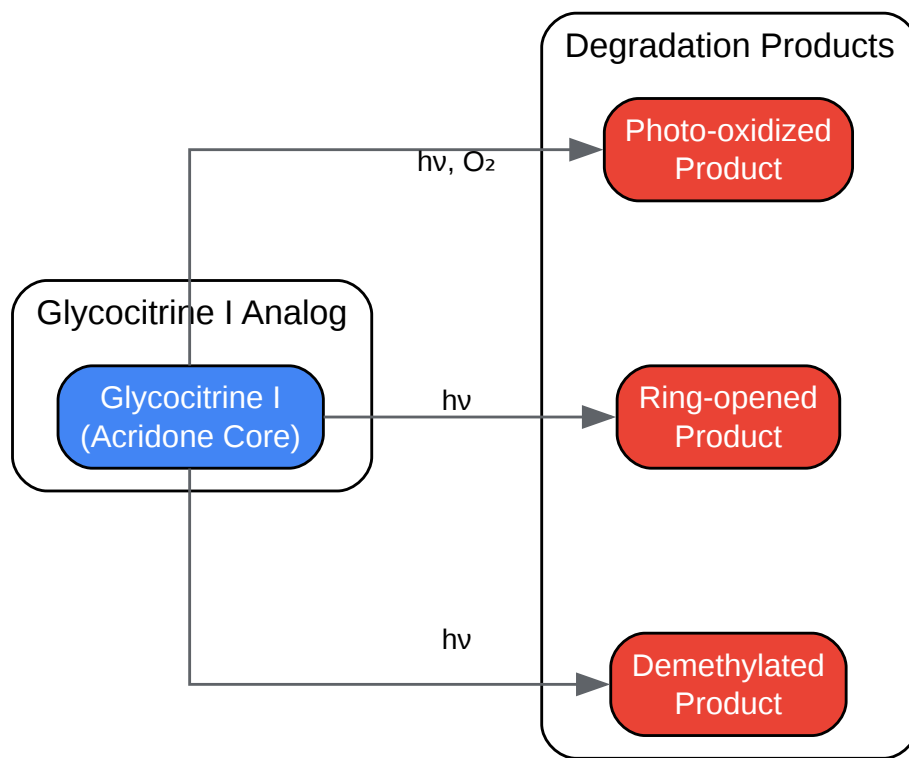 Degradation Products
Photo-oxidized
Product
hν, O₂
Glycocitrine I Analog
Glycocitrine I
(Acridone Core)
hν
Ring-opened
Product
hν
Demethylated
Product